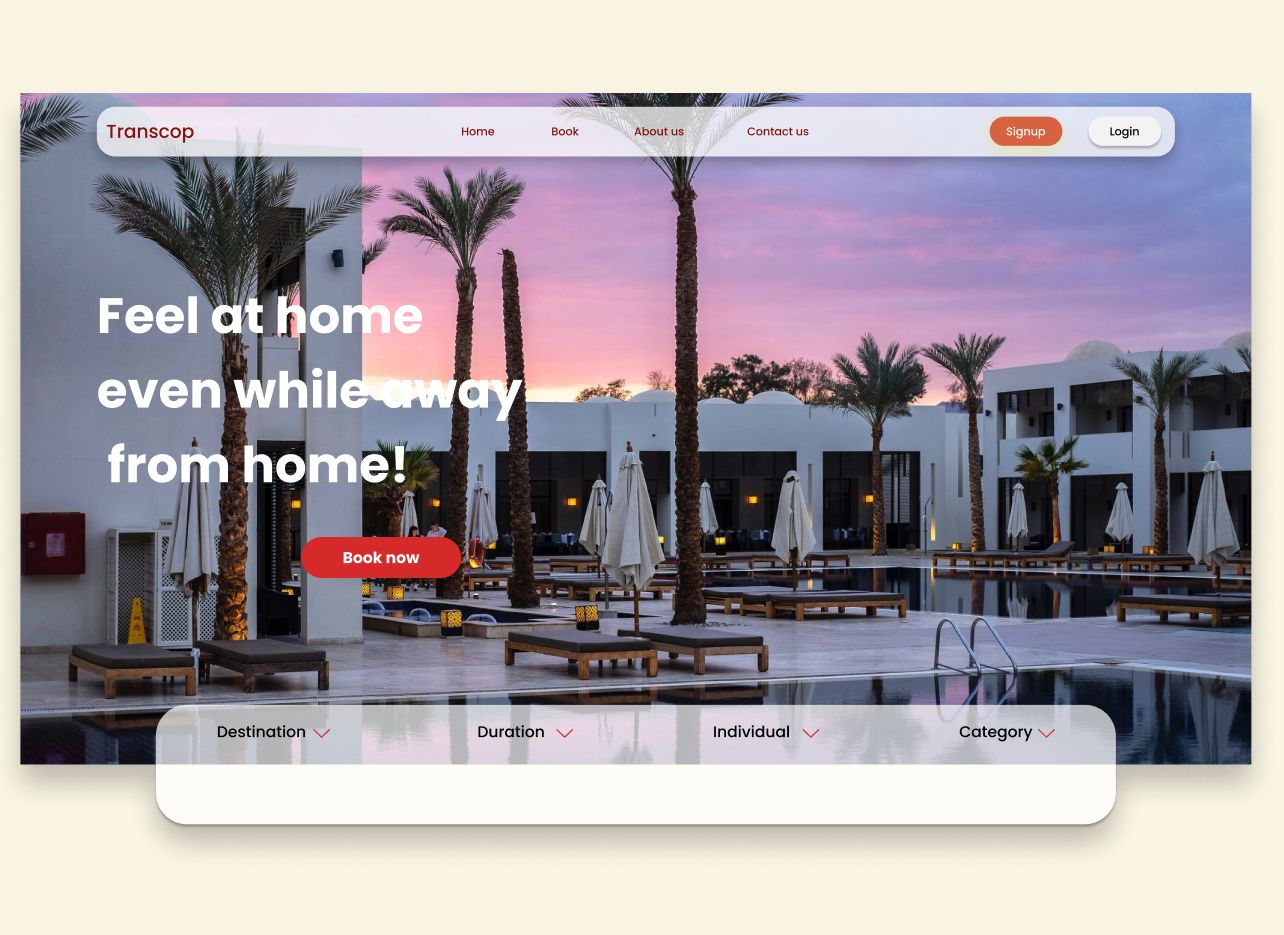 Transcop
Home
Book
About us
Contact us
Signup
Login
Feel at home
even while away
from home!
Book now
Destination
Duration
Individual
Category